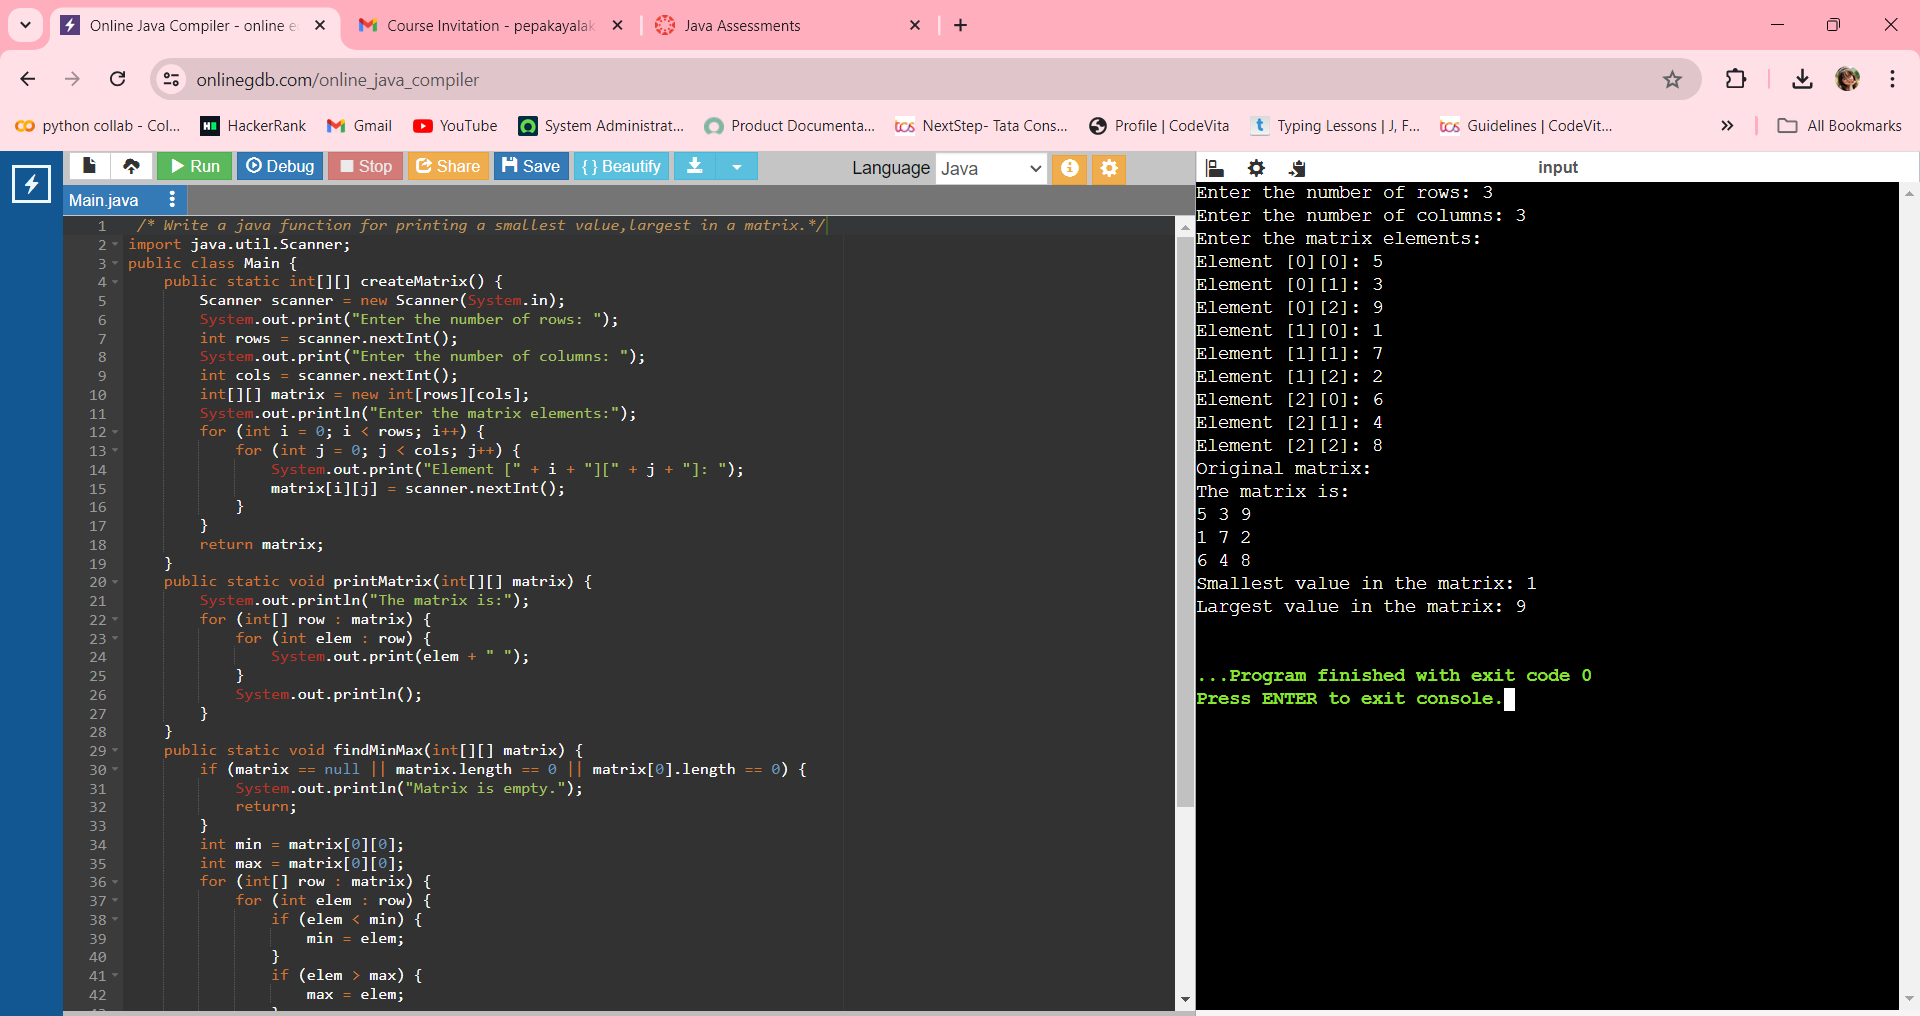 Online Java Compiler - online e
Course Invitation - pepakayalak
Java Assessments
onlinegdb.com/online_java_compiler
python collab - Col...
HackerRank
Gmail
YouTube
System Administrat...
Product Documenta...
tcs NextStep- Tata Cons...
Profile | CodeVita
t Typing Lessons | J, F...
tcs Guidelines | CodeVit...
All Bookmarks
Run
Debug
Stop
Share
Save
{ } Beautify
Language Java
input
Main.java
1 /* Write a java function for printing a smallest value,largest in a matrix.*/
2 import java.util.Scanner;
3 public class Main {
4 public static int[][] createMatrix() {
5 Scanner scanner = new Scanner(System.in);
6 System.out.print("Enter the number of rows: ");
7 int rows = scanner.nextInt();
8 System.out.print("Enter the number of columns: ");
9 int cols = scanner.nextInt();
10 int[][] matrix = new int[rows][cols];
11 System.out.println("Enter the matrix elements:");
12 for (int i = 0; i < rows; i++) {
13 for (int j = 0; j < cols; j++) {
14 System.out.print("Element [" + i + "][" + j + "]: ");
15 matrix[i][j] = scanner.nextInt();
16 }
17 }
18 return matrix;
19 }
20 public static void printMatrix(int[][] matrix) {
21 System.out.println("The matrix is:");
22 for (int[] row : matrix) {
23 for (int elem : row) {
24 System.out.print(elem + " ");
25 }
26 System.out.println();
27 }
28 }
29 public static void findMinMax(int[][] matrix) {
30 if (matrix == null || matrix.length == 0 || matrix[0].length == 0) {
31 System.out.println("Matrix is empty.");
32 return;
33 }
34 int min = matrix[0][0];
35 int max = matrix[0][0];
36 for (int[] row : matrix) {
37 for (int elem : row) {
38 if (elem < min) {
39 min = elem;
40 }
41 if (elem > max) {
42 max = elem;
Enter the number of rows: 3
Enter the number of columns: 3
Enter the matrix elements:
Element [0][0]: 5
Element [0][1]: 3
Element [0][2]: 9
Element [1][0]: 1
Element [1][1]: 7
Element [1][2]: 2
Element [2][0]: 6
Element [2][1]: 4
Element [2][2]: 8
Original matrix:
The matrix is:
5 3 9
1 7 2
6 4 8
Smallest value in the matrix: 1
Largest value in the matrix: 9
...Program finished with exit code 0
Press ENTER to exit console.